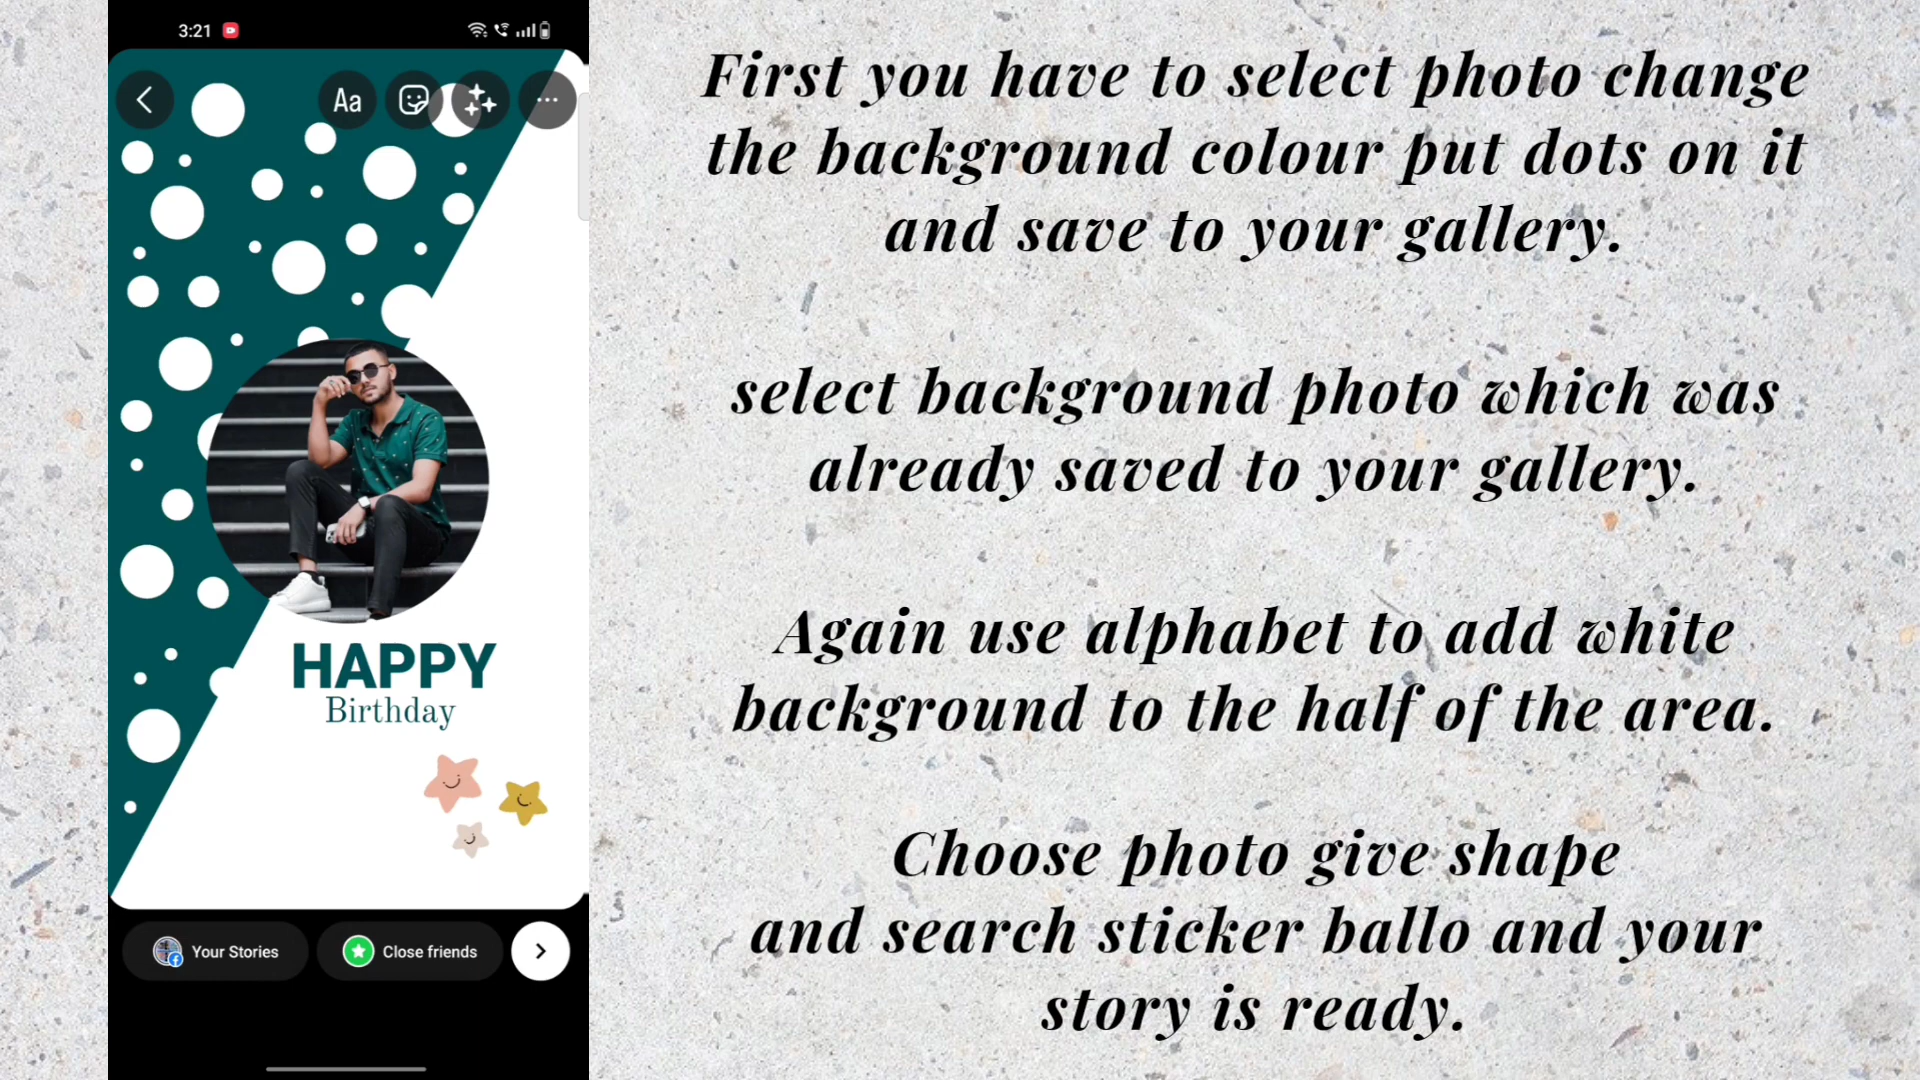 3:21
Aa
HAPPY
Birthday
Your Stories
Close friends
First you have to select photo change
the background colour put dots on it
and save to your gallery.
select background photo which was
already saved to your gallery.
Again use alphabet to add white
background to the half of the area.
Choose photo give shape
and search sticker ballo and your
story is ready.